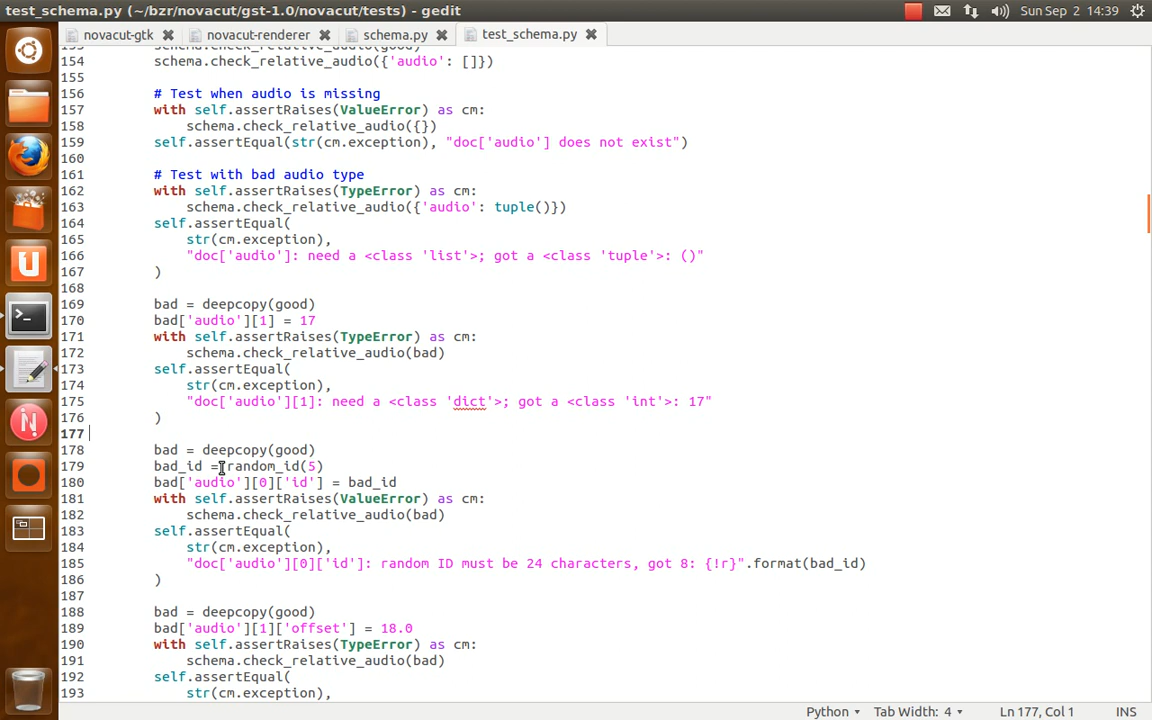 test_schema.py (~/bzr/novacut/gst-1.0/novacut/tests) - gedit
Sun Sep 2 14:39
novacut-gtk
novacut-renderer
schema.py
test_schema.py
153 schema.check_relative_audio(good)
154 schema.check_relative_audio({'audio': []})
155
156 # Test when audio is missing
157 with self.assertRaises(ValueError) as cm:
158 schema.check_relative_audio({})
159 self.assertEqual(str(cm.exception), "doc['audio'] does not exist")
160
161 # Test with bad audio type
162 with self.assertRaises(TypeError) as cm:
163 schema.check_relative_audio({'audio': tuple()})
164 self.assertEqual(
165 str(cm.exception),
166 "doc['audio']: need a <class 'list'>; got a <class 'tuple'>: ()"
167 )
168
169 bad = deepcopy(good)
170 bad['audio'][1] = 17
171 with self.assertRaises(TypeError) as cm:
172 schema.check_relative_audio(bad)
173 self.assertEqual(
174 str(cm.exception),
175 "doc['audio'][1]: need a <class 'dict'>; got a <class 'int'>: 17"
176 )
177
178 bad = deepcopy(good)
179 bad_id = random_id(5)
180 bad['audio'][0]['id'] = bad_id
181 with self.assertRaises(ValueError) as cm:
182 schema.check_relative_audio(bad)
183 self.assertEqual(
184 str(cm.exception),
185 "doc['audio'][0]['id']: random ID must be 24 characters, got 8: {!r}".format(bad_id)
186 )
187
188 bad = deepcopy(good)
189 bad['audio'][1]['offset'] = 18.0
190 with self.assertRaises(TypeError) as cm:
191 schema.check_relative_audio(bad)
192 self.assertEqual(
193 str(cm.exception),
Python Tab Width: 4 Ln 177, Col 1 INS